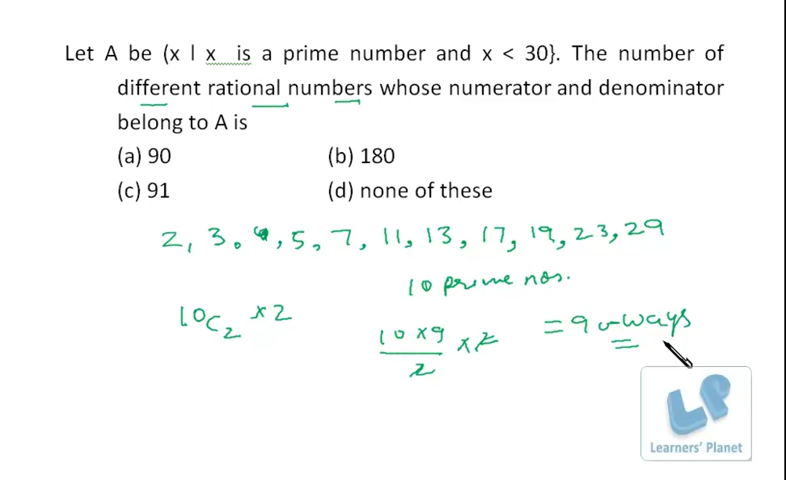 Let A be {x | x is a prime number and x < 30}. The number of
different rational numbers whose numerator and denominator
belong to A is
(a) 90 (b) 180
(c) 91 (d) none of these
2, 3, 5, 7, 11, 13, 17, 19, 23, 29
10 prime nos.
10C2 × 2
10 × 9 / 2 × 2 = 90 ways
LP
Learners' Planet